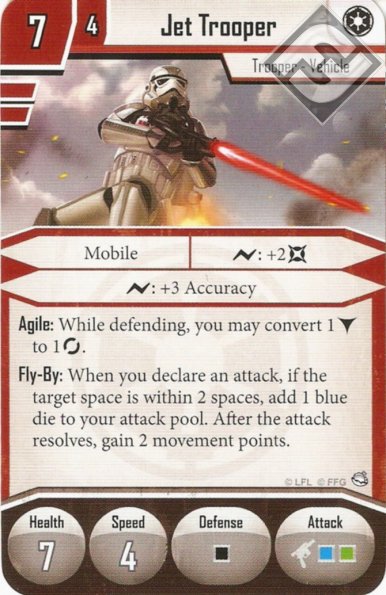 7 4 Jet Trooper
Trooper - Vehicle
Mobile
: +2
: +3 Accuracy
Agile: While defending, you may convert 1
to 1 .
Fly-By: When you declare an attack, if the
target space is within 2 spaces, add 1 blue
die to your attack pool. After the attack
resolves, gain 2 movement points.
© LFL © FFG
Health Speed Defense Attack
7 4